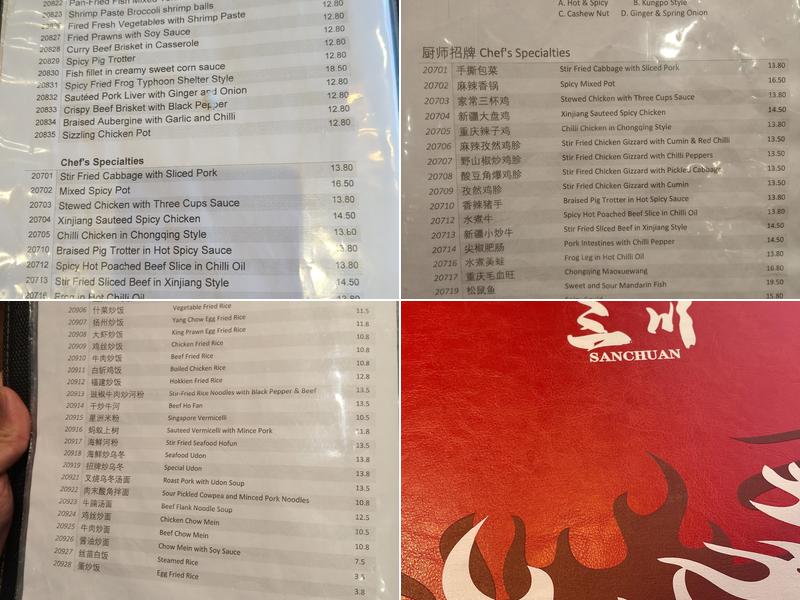 20822 Pan-Fried Fish Mixed
20823 Shrimp Paste Broccoli shrimp balls 12.80
20826 Fired Fresh Vegetables with Shrimp Paste 12.80
20827 Fried Prawns with Soy Sauce 12.80
20828 Curry Beef Brisket in Casserole 12.80
20829 Spicy Pig Trotter 12.80
20830 Fish fillet in creamy sweet corn sauce 18.50
20831 Spicy Fried Frog Typhoon Shelter Style 12.80
20832 Sautéed Pork Liver with Ginger and Onion 12.80
20833 Crispy Beef Brisket with Black Pepper 12.80
20834 Braised Aubergine with Garlic and Chilli 12.80
20835 Sizzling Chicken Pot
Chef's Specialties
20701 Stir Fried Cabbage with Sliced Pork 13.80
20702 Mixed Spicy Pot 16.50
20703 Stewed Chicken with Three Cups Sauce 13.80
20704 Xinjiang Sauteed Spicy Chicken 14.50
20705 Chilli Chicken in Chongqing Style 13.80
20710 Braised Pig Trotter in Hot Spicy Sauce 13.80
20712 Spicy Hot Poached Beef Slice in Chilli Oil 13.80
20713 Stir Fried Sliced Beef in Xinjiang Style 14.50
20716 Frog in Hot Chilli Oil 13.80
A. Hot & Spicy B. Kungpo Style
C. Cashew Nut D. Ginger & Spring Onion
厨师招牌 Chef's Specialties
20701 手撕包菜 Stir Fried Cabbage with Sliced Pork 13.80
20702 麻辣香锅 Spicy Mixed Pot 16.50
20703 家常三杯鸡 Stewed Chicken with Three Cups Sauce 13.80
20704 新疆大盘鸡 Xinjiang Sauteed Spicy Chicken 14.50
20705 重庆辣子鸡 Chilli Chicken in Chongqing Style 13.80
20706 麻辣孜然鸡胗 Stir Fried Chicken Gizzard with Cumin & Red Chilli 13.50
20707 野山椒炒鸡胗 Stir Fried Chicken Gizzard with Chilli Peppers 13.50
20708 酸豆角爆鸡胗 Stir Fired Chicken Gizzard with Pickled Cabbage 13.50
20709 孜然鸡胗 Stir Fried Chicken Gizzard with Cumin 13.50
20710 香辣猪手 Braised Pig Trotter in Hot Spicy Sauce 13.80
20712 水煮牛 Spicy Hot Poached Beef Slice in Chilli Oil 13.80
20713 新疆小炒牛 Stir Fried Sliced Beef in Xinjiang Style 14.50
20714 尖椒肥肠 Pork Intestines with Chilli Pepper 14.50
20716 水煮美蛙 Frog Leg in Hot Chilli Oil 13.80
20717 重庆毛血旺 Chongqing Maoxuewang 16.80
20719 松鼠鱼 Sweet and Sour Mandarin Fish 19.50
15.80
20906 什菜炒饭 Vegetable Fried Rice
20907 扬州炒饭 Yang Chow Egg Fried Rice 11.5
20908 大虾炒饭 King Prawn Egg Fried Rice 11.8
20909 鸡丝炒饭 Chicken Fried Rice 10.8
20910 牛肉炒饭 Beef Fried Rice 10.8
20911 白斩鸡饭 Boiled Chicken Rice 10.8
20912 福建炒饭 Hokkien Fried Rice 12.8
20913 豉椒牛肉炒河粉 Stir-Fried Rice Noodles with Black Pepper & Beef 13.5
20914 干炒牛河 Beef Ho Fan 13.5
20915 星洲米粉 Singapore Vermicelli 10.5
20916 蚂蚁上树 Sauteed Vermicelli with Mince Pork 11.8
20917 海鲜河粉 Stir Fried Seafood Hofun 13.5
20918 海鲜炒乌冬 Seafood Udon 13.8
20919 招牌炒乌冬 Special Udon 13.8
20921 叉烧乌冬汤面 Roast Pork with Udon Soup 13.5
20922 肉末酸角拌面 Sour Pickled Cowpea and Minced Pork Noodles 10.8
20923 牛腩汤面 Beef Flank Noodle Soup 12.5
20924 鸡丝炒面 Chicken Chow Mein 10.5
20925 牛肉炒面 Beef Chow Mein 10.8
20926 酱油炒面 Chow Mein with Soy Sauce 7.5
20927 丝苗白饭 Steamed Rice 3.5
20928 蛋炒饭 Egg Fried Rice 3.8
三川
SANCHUAN